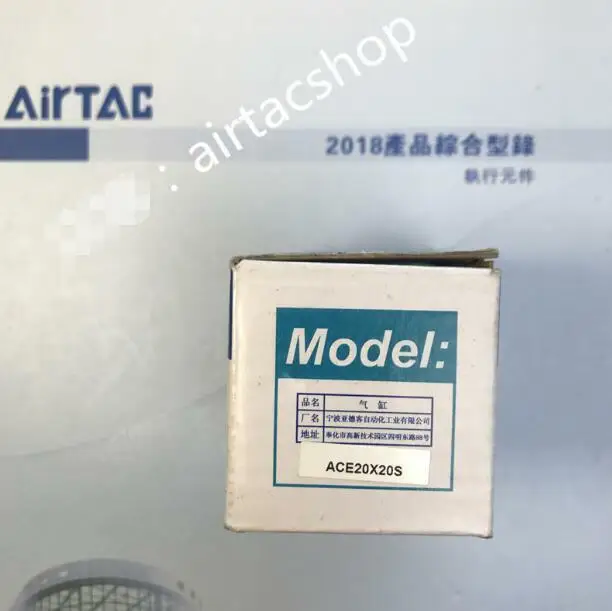 : airtacshop
AirTAC
2018產品綜合型錄
執行元件
Model:
品名 气缸
厂名 宁波亚德客自动化工业有限公司
地址 奉化市高新技术园区四明东路88号
ACE20X20S